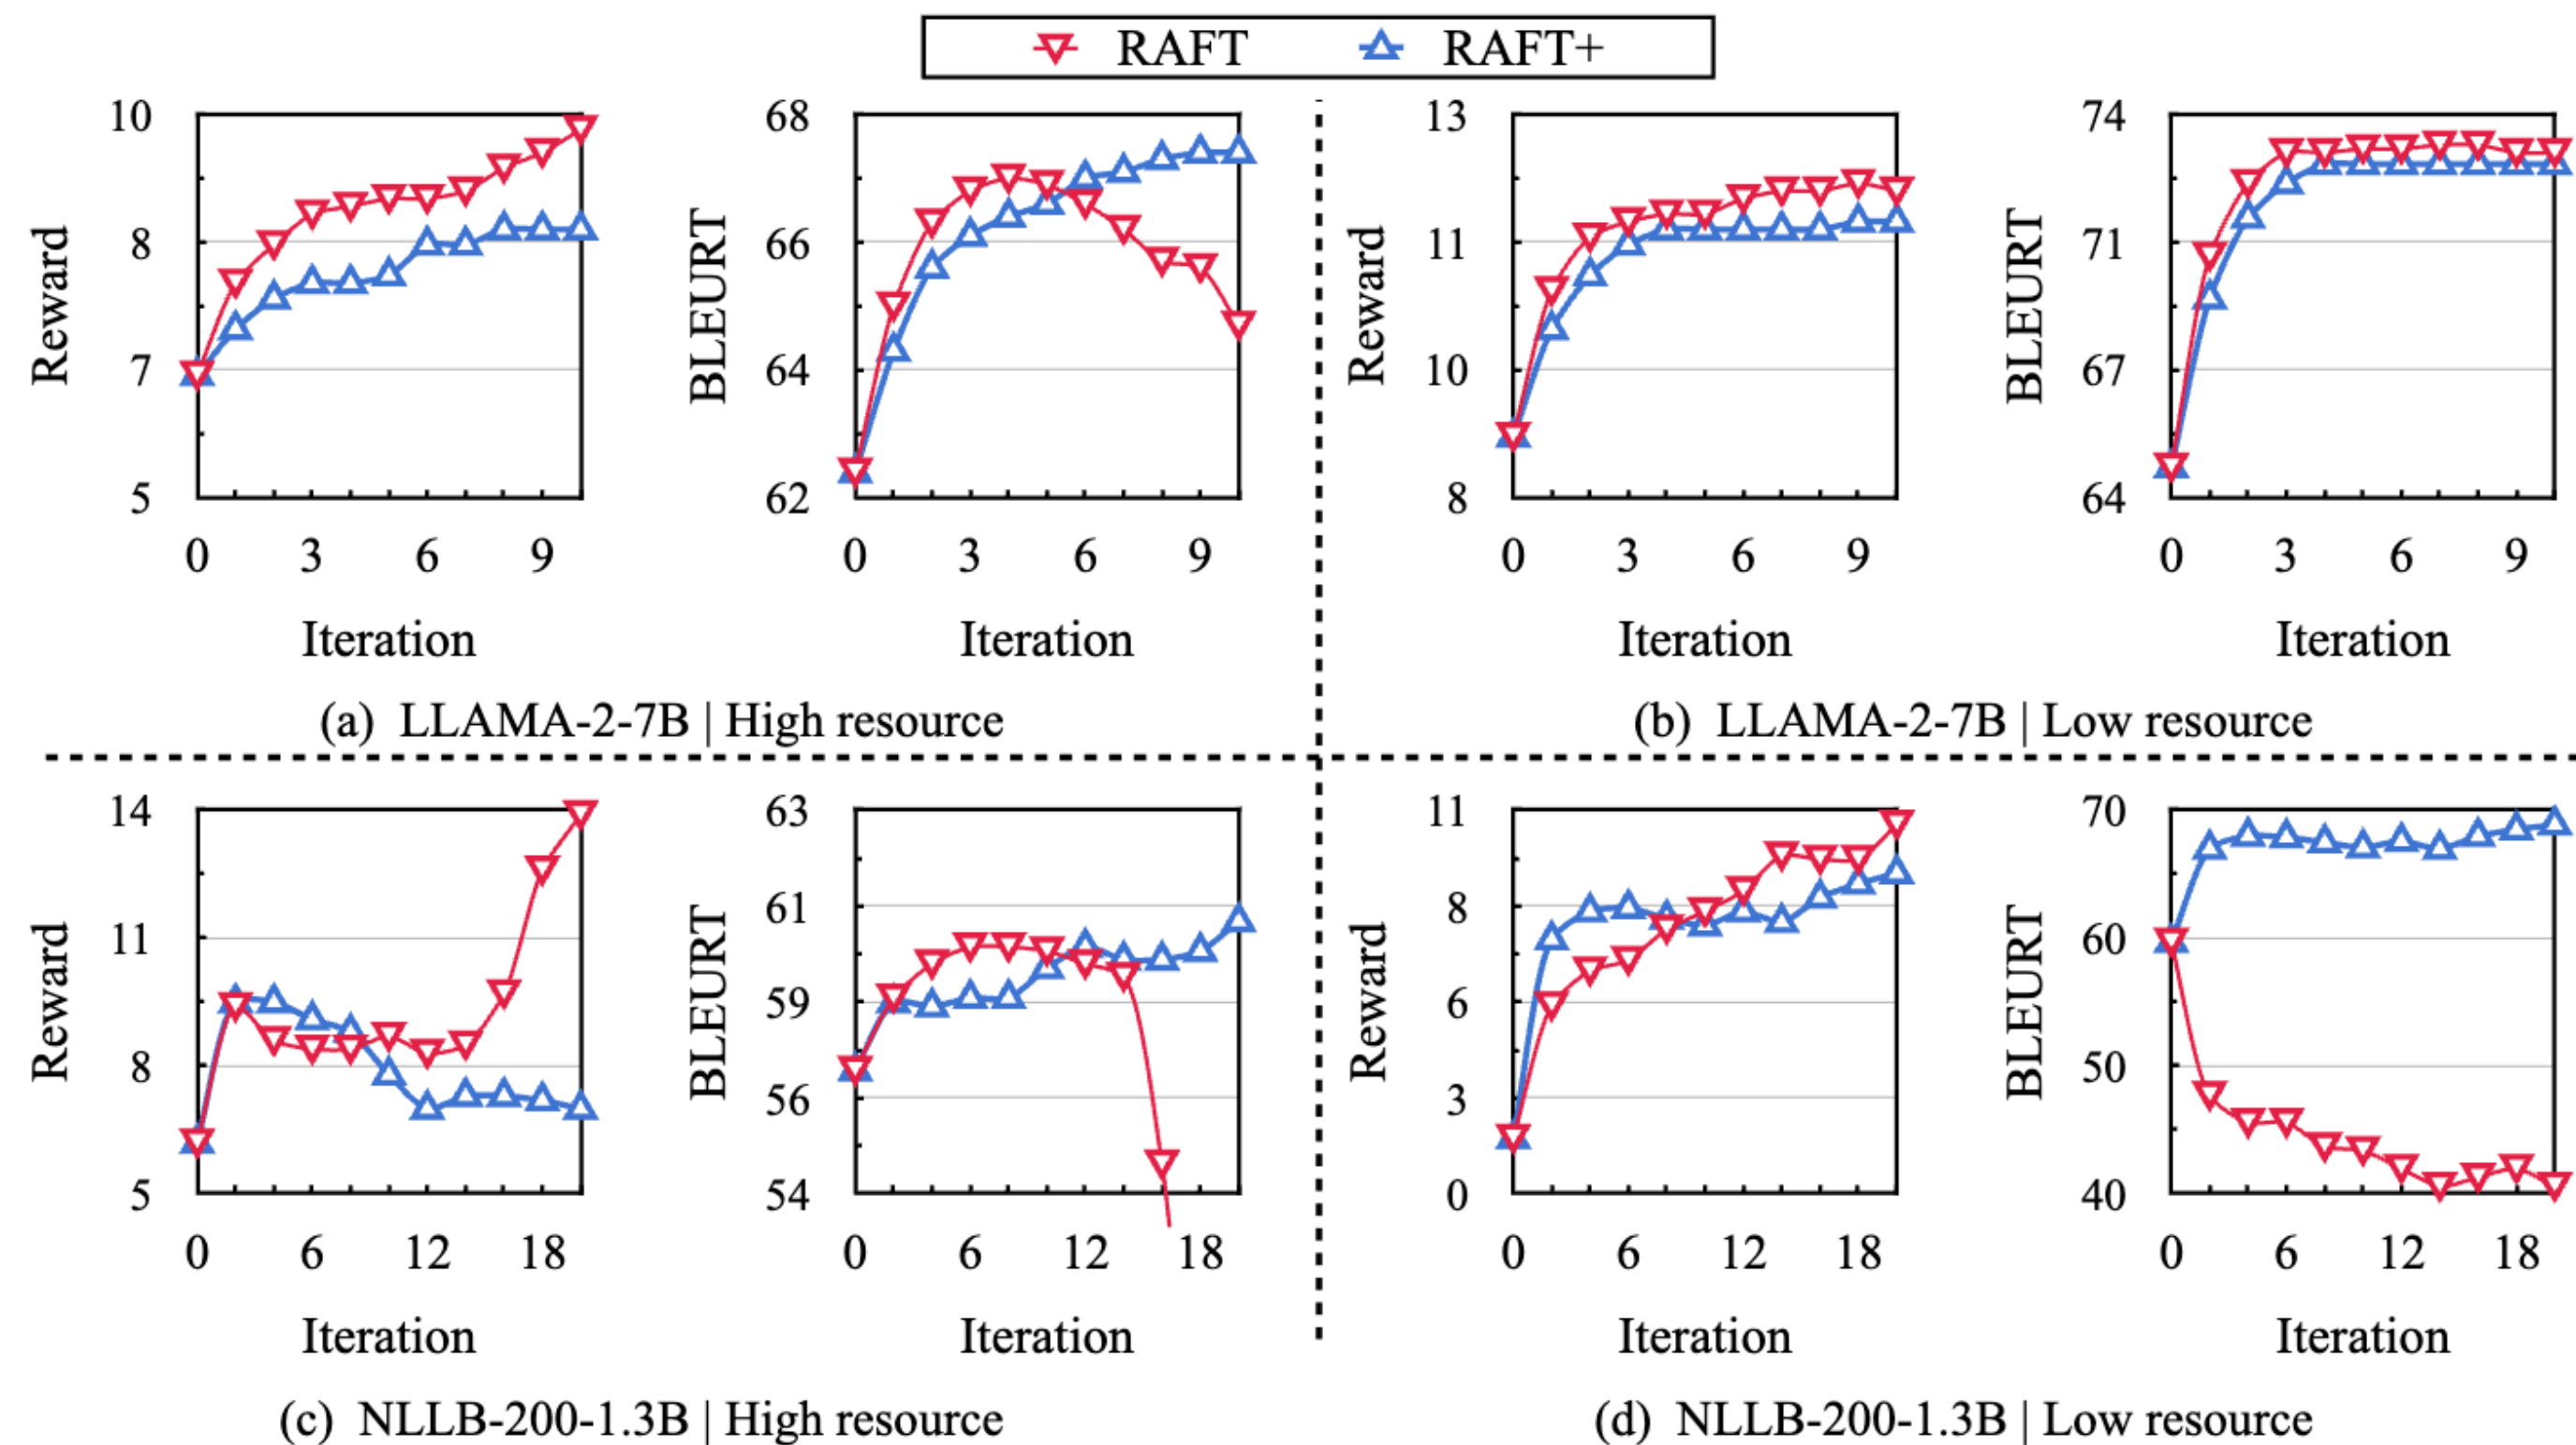 RAFT RAFT+
10
8
7
5
Reward
0 3 6 9
Iteration
68
66
64
62
BLEURT
0 3 6 9
Iteration
(a) LLAMA-2-7B | High resource
13
11
10
8
Reward
0 3 6 9
Iteration
74
71
67
64
BLEURT
0 3 6 9
Iteration
(b) LLAMA-2-7B | Low resource
14
11
8
5
Reward
0 6 12 18
Iteration
63
61
59
56
54
BLEURT
0 6 12 18
Iteration
(c) NLLB-200-1.3B | High resource
11
8
6
3
0
Reward
0 6 12 18
Iteration
70
60
50
40
BLEURT
0 6 12 18
Iteration
(d) NLLB-200-1.3B | Low resource